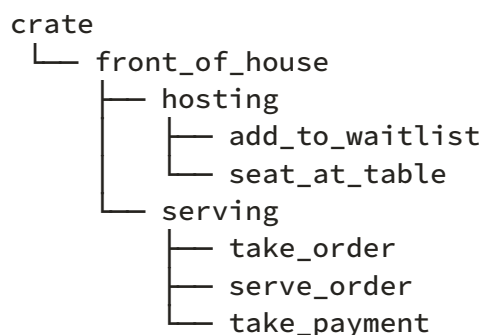 crate
└── front_of_house
    ├── hosting
    │   ├── add_to_waitlist
    │   └── seat_at_table
    └── serving
        ├── take_order
        ├── serve_order
        └── take_payment